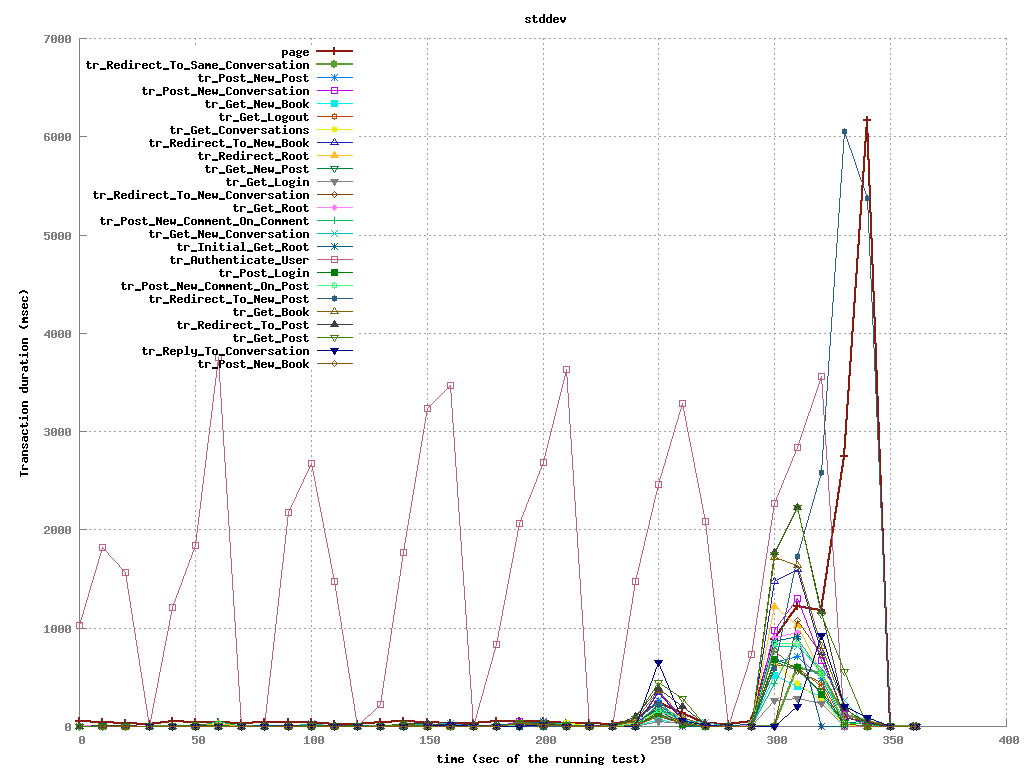 stddev
7000
6000
5000
4000
3000
2000
1000
0
Transaction duration (msec)
page
tr_Redirect_To_Same_Conversation
tr_Post_New_Post
tr_Post_New_Conversation
tr_Get_New_Book
tr_Get_Logout
tr_Get_Conversations
tr_Redirect_To_New_Book
tr_Redirect_Root
tr_Get_New_Post
tr_Get_Login
tr_Redirect_To_New_Conversation
tr_Get_Root
tr_Post_New_Comment_On_Comment
tr_Get_New_Conversation
tr_Initial_Get_Root
tr_Authenticate_User
tr_Post_Login
tr_Post_New_Comment_On_Post
tr_Redirect_To_New_Post
tr_Get_Book
tr_Redirect_To_Post
tr_Get_Post
tr_Reply_To_Conversation
tr_Post_New_Book
0 50 100 150 200 250 300 350 400
time (sec of the running test)